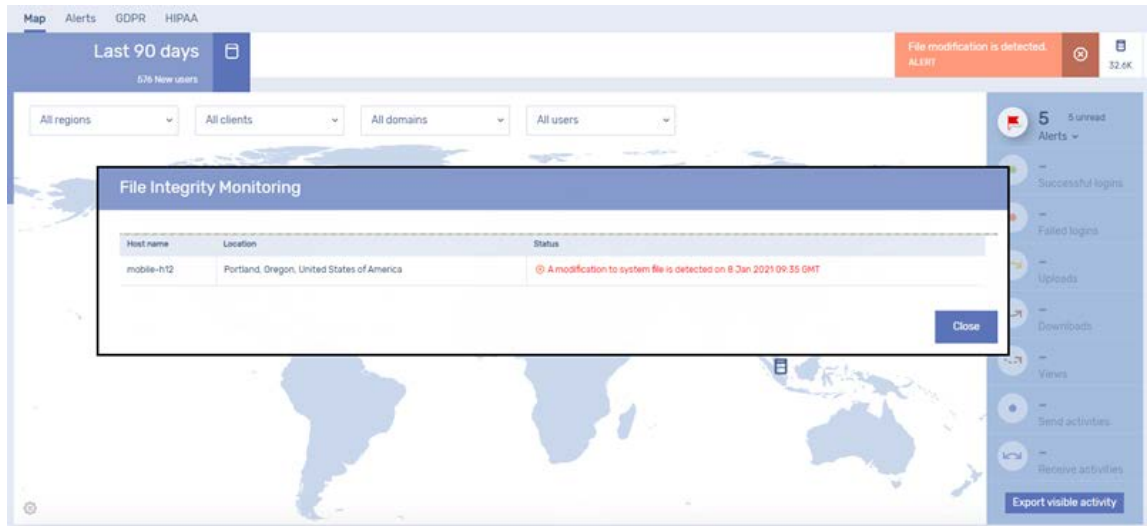 Map Alerts GDPR HIPAA
Last 90 days
576 New users
File modification is detected.
ALERT
32.6K
All regions
All clients
All domains
All users
5 5 unread
Alerts
File Integrity Monitoring
Host name Location Status
mobile-h12 Portland, Oregon, United States of America A modification to system file is detected on 8 Jan 2021 09:35 GMT
Close
–
Successful logins
–
Failed logins
–
Uploads
–
Downloads
–
Views
–
Send activities
–
Receive activities
Export visible activity